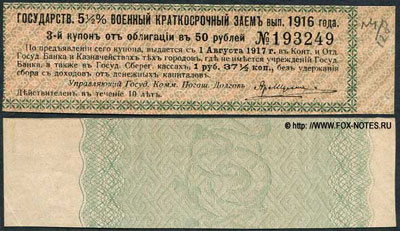 ГОСУДАРСТВ. 5½% ВОЕННЫЙ КРАТКОСРОЧНЫЙ ЗАЕМЪ вып. 1916 года.
3-й купонъ отъ облигаціи въ 50 рублей № 193249
По предъявленіи сего купона, выдается съ 1 Августа 1917 г. въ Конт. и Отд.
Госуд. Банка и Казначействахъ тѣхъ городовъ, гдѣ не имѣется учрежденій Госуд.
Банка, а также въ Госуд. Сберег. кассахъ, 1 руб. 37½ коп., безъ удержанія
сбора съ доходовъ отъ денежныхъ капиталовъ.
Управляющій Госуд. Комм. Погаш. Долговъ
Дѣйствителенъ въ теченіе 10 лѣтъ.
© http://
WWW.FOX-NOTES.RU